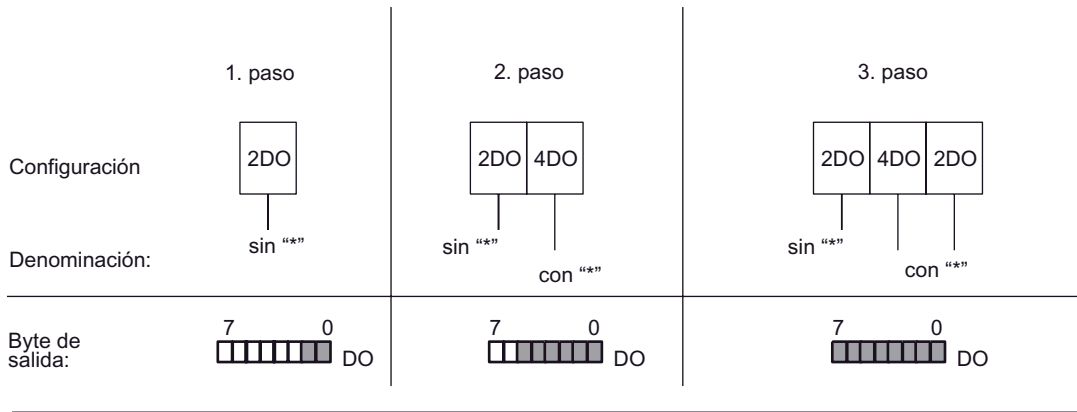 1. paso 2. paso 3. paso
Configuración 2DO 2DO 4DO 2DO 4DO 2DO
sin “*” sin “*” sin “*”
Denominación: con “*” con “*”
7 0 7 0 7 0
Byte de
salida: DO DO DO